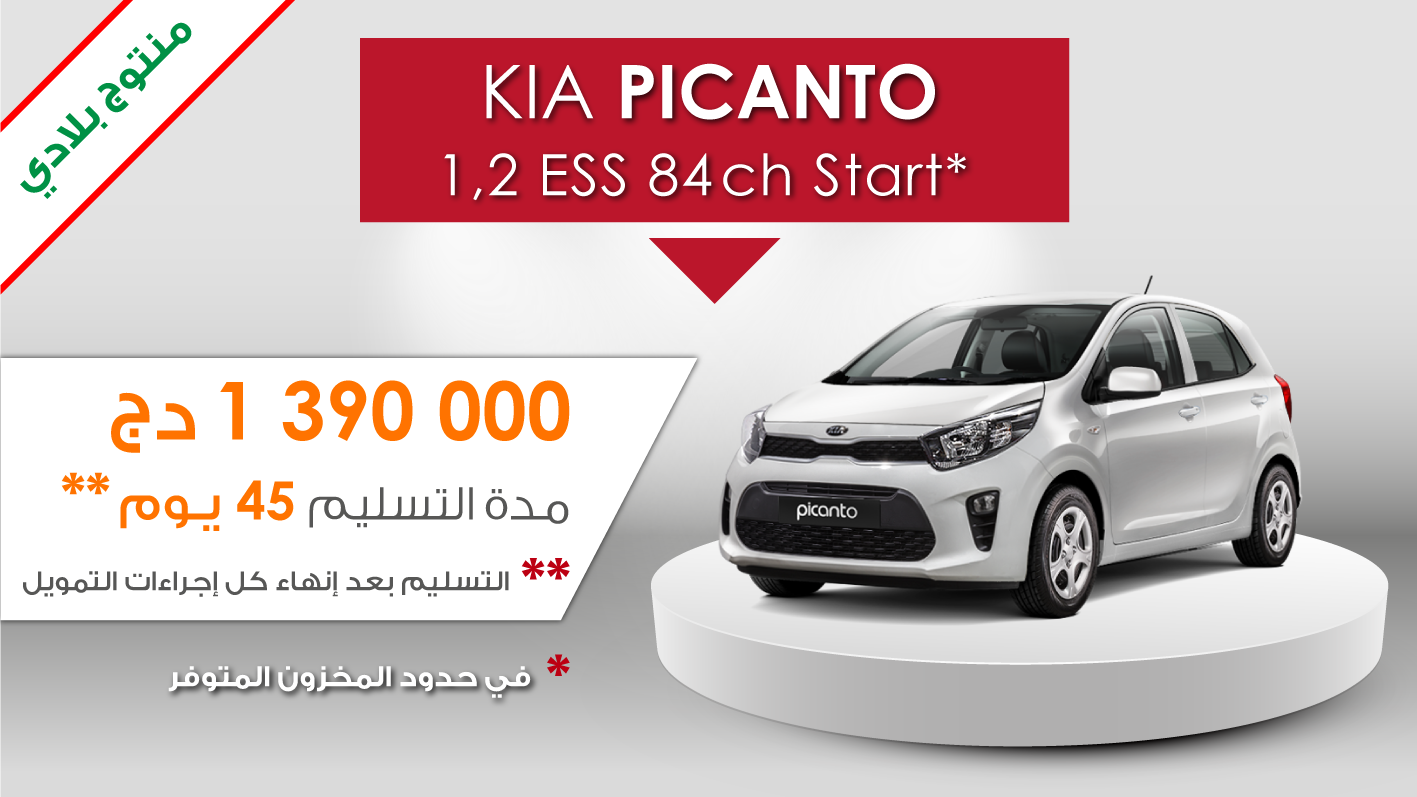 منتوج بلادي
KIA PICANTO
1,2 ESS 84ch Start*
1 390 000 دج
مدة التسليم 45 يوم**
** التسليم بعد إنهاء كل إجراءات التمويل
* في حدود المخزون المتوفر
KIA
picanto